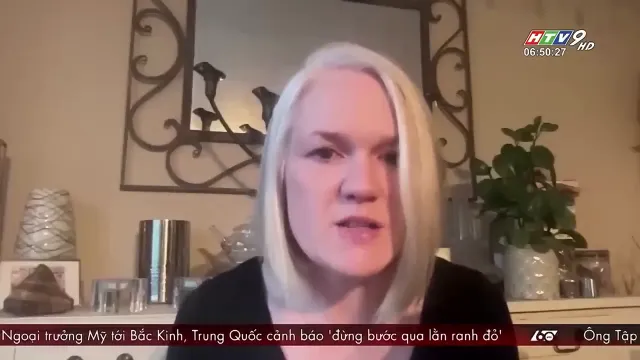 HTV9 HD
06:50:27
Ngoại trưởng Mỹ tới Bắc Kinh, Trung Quốc cảnh báo 'đừng bước qua lằn ranh đỏ' Ông Tập